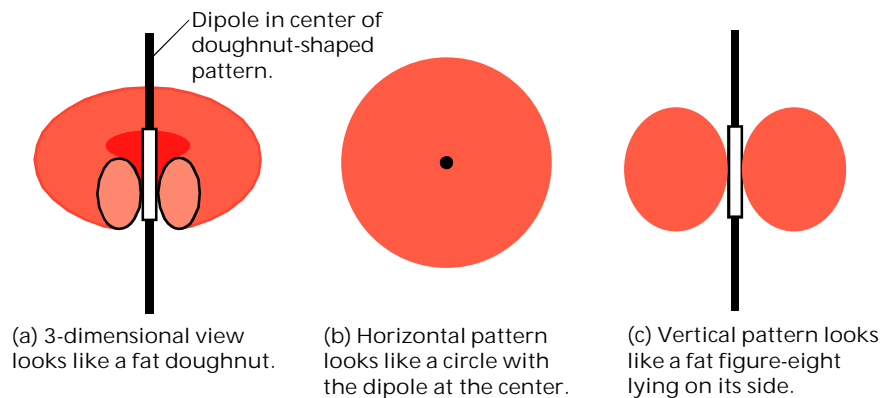 Dipole in center of
doughnut-shaped
pattern.
(a) 3-dimensional view
looks like a fat doughnut.
(b) Horizontal pattern
looks like a circle with
the dipole at the center.
(c) Vertical pattern looks
like a fat figure-eight
lying on its side.